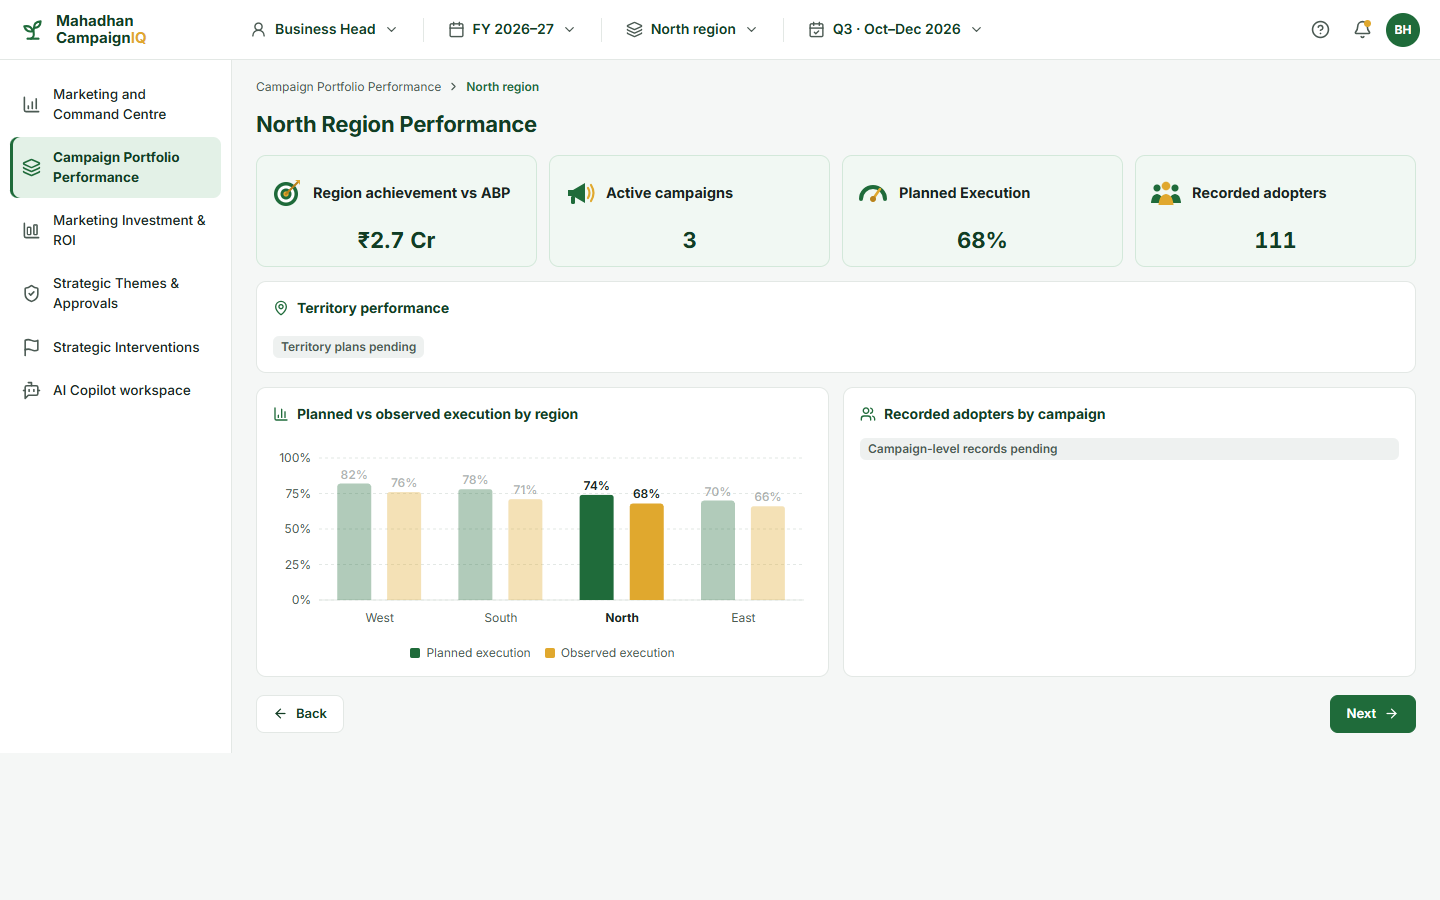 Mahadhan
CampaignIQ
Business Head
FY 2026–27
North region
Q3 · Oct–Dec 2026
BH
Marketing and
Command Centre
Campaign Portfolio
Performance
Marketing Investment &
ROI
Strategic Themes &
Approvals
Strategic Interventions
AI Copilot workspace
Campaign Portfolio Performance > North region
North Region Performance
Region achievement vs ABP
₹2.7 Cr
Active campaigns
3
Planned Execution
68%
Recorded adopters
111
Territory performance
Territory plans pending
Planned vs observed execution by region
100%
75%
50%
25%
0%
82%
76%
78%
71%
74%
68%
70%
66%
West
South
North
East
Planned execution
Observed execution
Recorded adopters by campaign
Campaign-level records pending
Back
Next